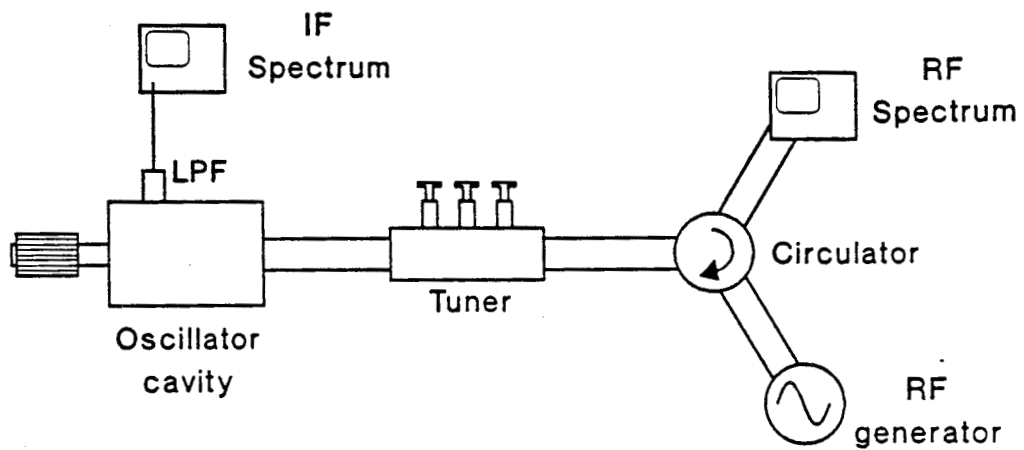 IF
Spectrum
RF
Spectrum
LPF
Circulator
Tuner
Oscillator
cavity
RF
generator